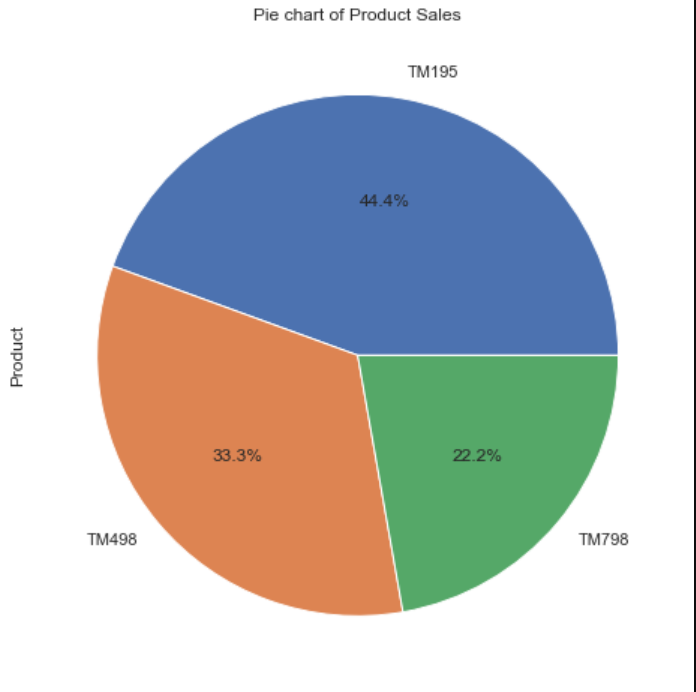 Pie chart of Product Sales
TM195
44.4%
Product
33.3%
22.2%
TM498
TM798